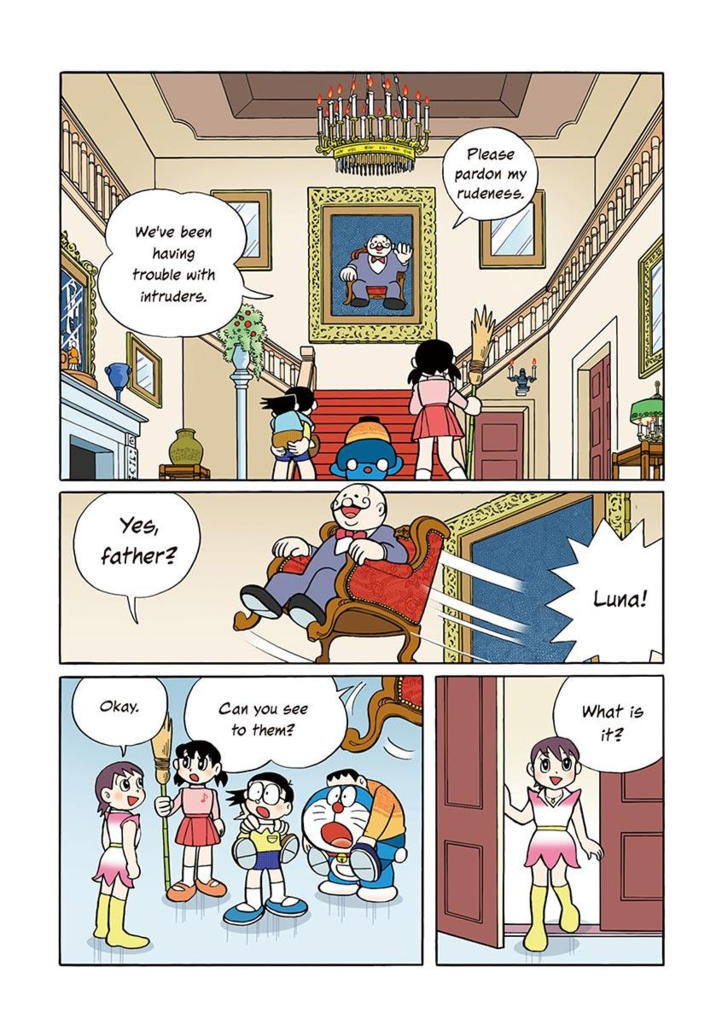 Please
pardon my
rudeness.
We've been
having
trouble with
intruders.
Luna!
Yes,
father?
What is
it?
Can you see
to them?
Okay.